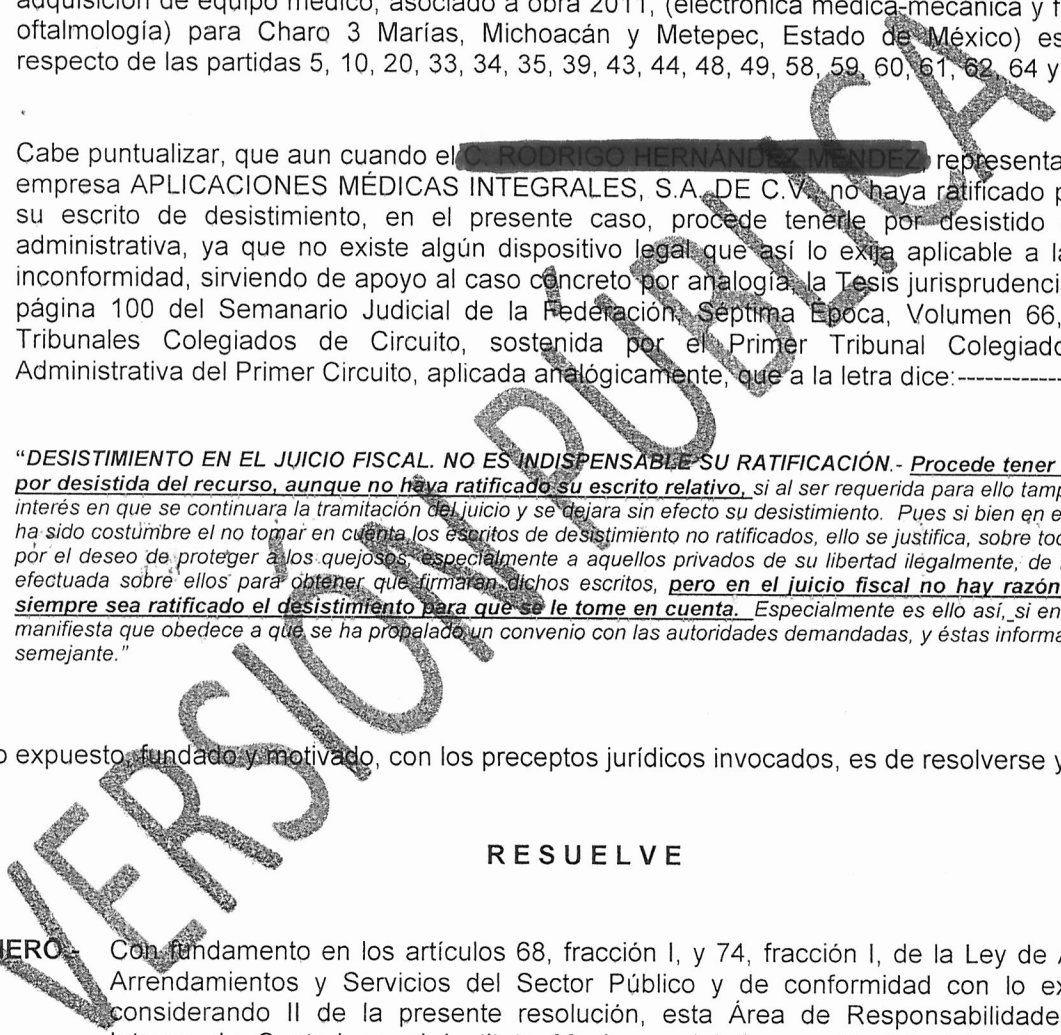 adquisición de equipo médico, asociado a obra 2011, (electrónica médica-mecánica y f
oftalmología) para Charo 3 Marías, Michoacán y Metepec, Estado de México) es
respecto de las partidas 5, 10, 20, 33, 34, 35, 39, 43, 44, 48, 49, 58, 59, 60, 61, 62, 64 y
Cabe puntualizar, que aun cuando el representa
empresa APLICACIONES MÉDICAS INTEGRALES, S.A. DE C.V. no haya ratificado p
su escrito de desistimiento, en el presente caso, procede tenerle por desistido
administrativa, ya que no existe algún dispositivo legal que así lo exija aplicable a la
inconformidad, sirviendo de apoyo al caso concreto por analogía, la Tesis jurisprudenci
página 100 del Semanario Judicial de la Federación, Séptima Época, Volumen 66,
Tribunales Colegiados de Circuito, sostenida por el Primer Tribunal Colegiado
Administrativa del Primer Circuito, aplicada analógicamente, que a la letra dice:------------
“DESISTIMIENTO EN EL JUICIO FISCAL. NO ES INDISPENSABLE SU RATIFICACIÓN.- Procede tener
por desistida del recurso, aunque no haya ratificado su escrito relativo, si al ser requerida para ello tamp
interés en que se continuara la tramitación del juicio y se dejara sin efecto su desistimiento. Pues si bien en e
ha sido costumbre el no tomar en cuenta los escritos de desistimiento no ratificados, ello se justifica, sobre tod
por el deseo de proteger a los quejosos, especialmente a aquellos privados de su libertad ilegalmente, de
efectuada sobre ellos para obtener que firmaran dichos escritos, pero en el juicio fiscal no hay razón
siempre sea ratificado el desistimiento para que se le tome en cuenta. Especialmente es ello así, si en
manifiesta que obedece a que se ha propalado un convenio con las autoridades demandadas, y éstas informa
semejante.”
o expuesto, fundado y motivado, con los preceptos jurídicos invocados, es de resolverse y
R E S U E L V E
MERO.- Con fundamento en los artículos 68, fracción I, y 74, fracción I, de la Ley de A
Arrendamientos y Servicios del Sector Público y de conformidad con lo ex
considerando II de la presente resolución, esta Área de Responsabilidade
VERSIÓN PÚBLICA